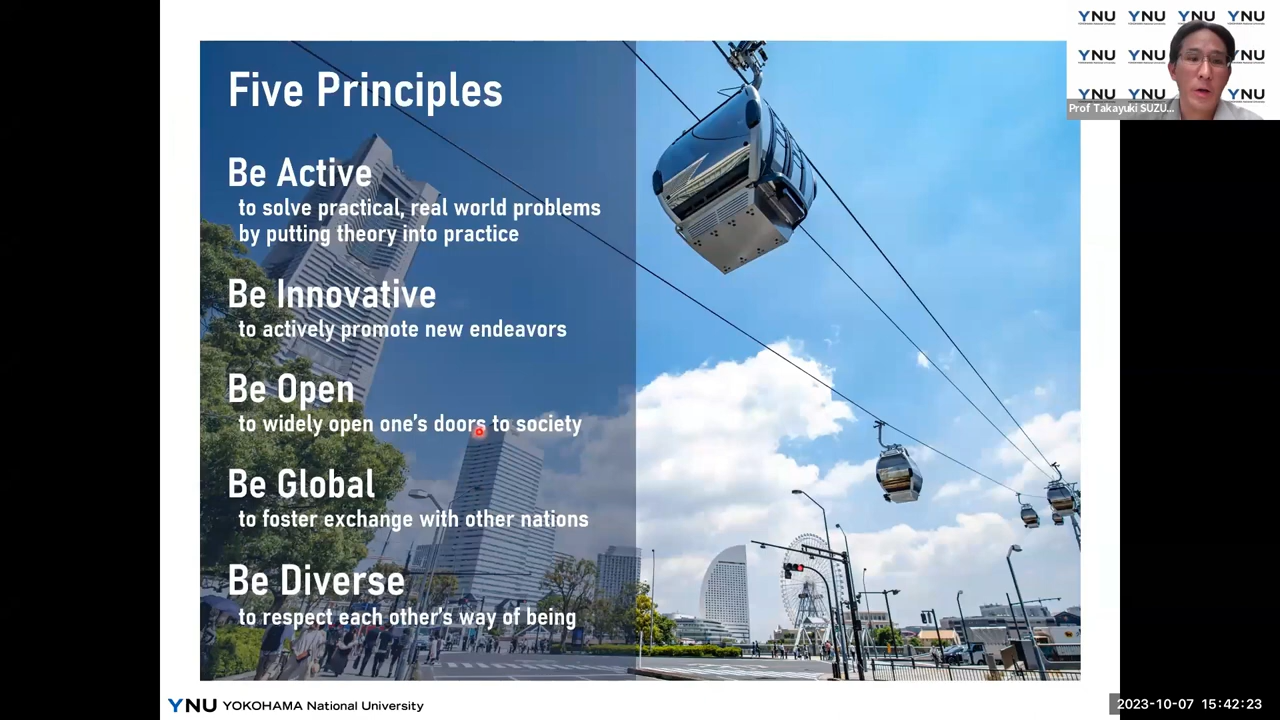 Five Principles
Be Active
to solve practical, real world problems
by putting theory into practice
Be Innovative
to actively promote new endeavors
Be Open
to widely open one's doors to society
Be Global
to foster exchange with other nations
Be Diverse
to respect each other's way of being
YNU YOKOHAMA National University
YNU YNU YNU YNU
YNU YNU YNU
YNU YNU
Prof Takayuki SUZU...
2023-10-07 15:42:23